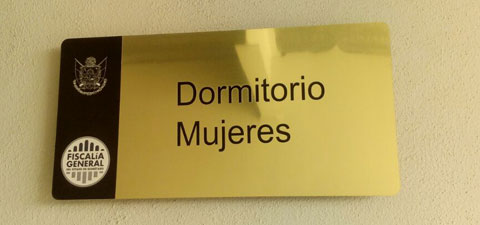 Dormitorio
Mujeres
FISCALÍA
GENERAL